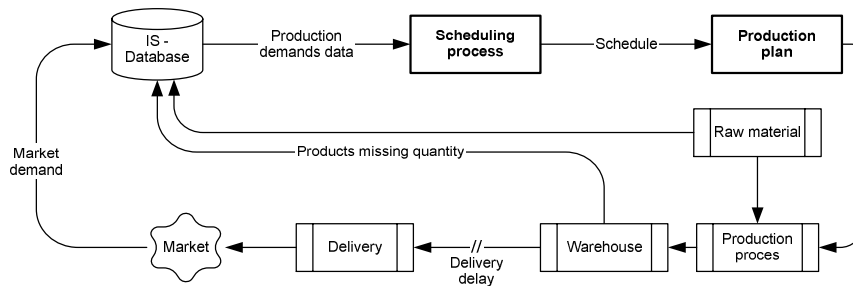 IS -
Database
Production
demands data
Scheduling
process
Schedule
Production
plan
Raw material
Products missing quantity
Market
demand
Market
Delivery
//
Delivery
delay
Warehouse
Production
proces